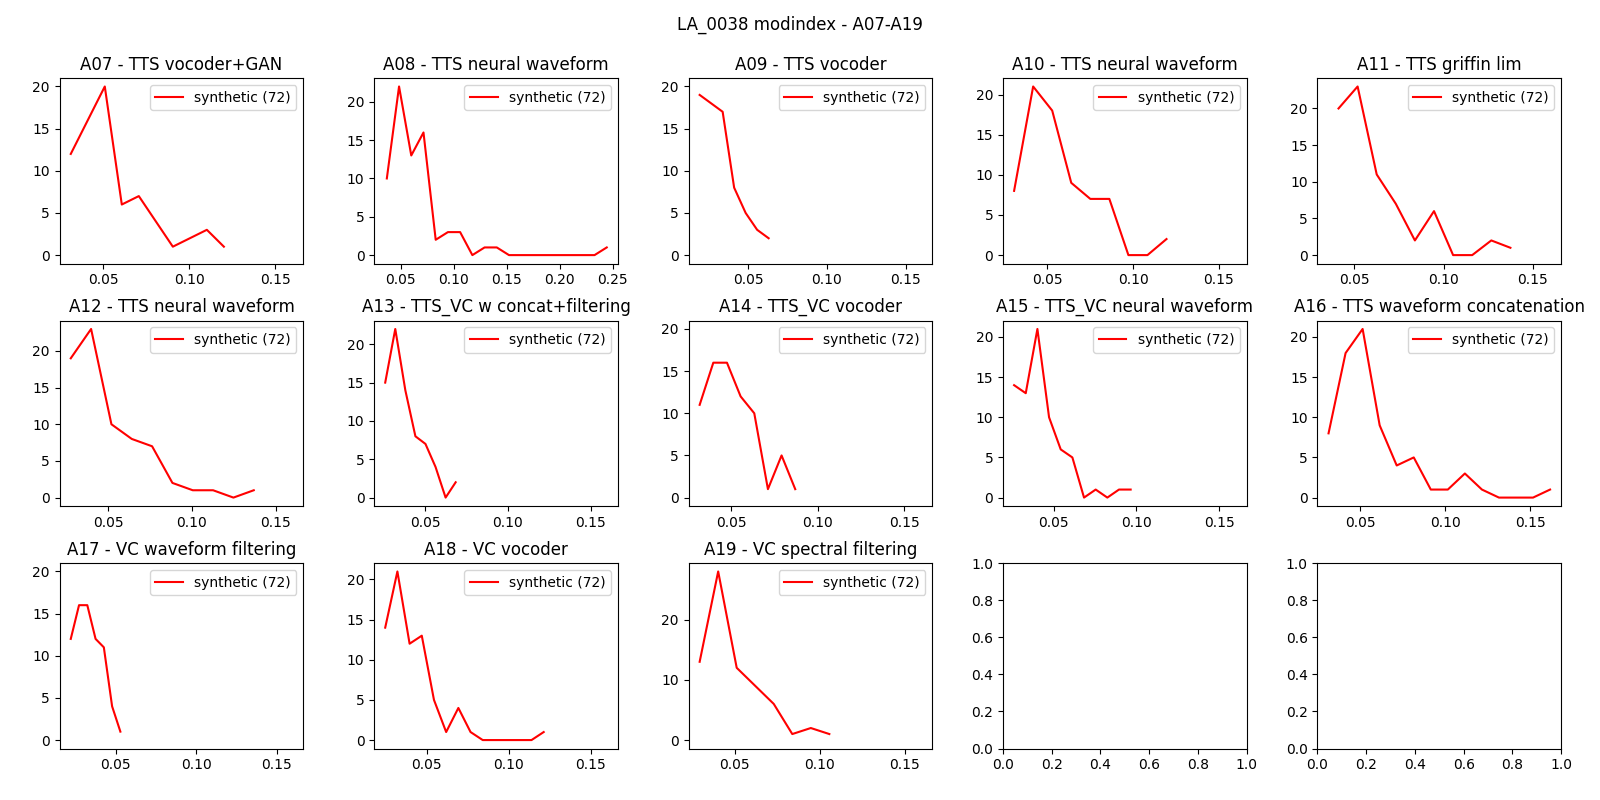 LA_0038 modindex - A07-A19
A07 - TTS vocoder+GAN
synthetic (72)
20
15
10
5
0
0.05 0.10 0.15
A08 - TTS neural waveform
synthetic (72)
20
15
10
5
0
0.05 0.10 0.15 0.20 0.25
A09 - TTS vocoder
synthetic (72)
20
15
10
5
0
0.05 0.10 0.15
A10 - TTS neural waveform
synthetic (72)
20
15
10
5
0
0.05 0.10 0.15
A11 - TTS griffin lim
synthetic (72)
20
15
10
5
0
0.05 0.10 0.15
A12 - TTS neural waveform
synthetic (72)
20
15
10
5
0
0.05 0.10 0.15
A13 - TTS_VC w concat+filtering
synthetic (72)
20
15
10
5
0
0.05 0.10 0.15
A14 - TTS_VC vocoder
synthetic (72)
20
15
10
5
0
0.05 0.10 0.15
A15 - TTS_VC neural waveform
synthetic (72)
20
15
10
5
0
0.05 0.10 0.15
A16 - TTS waveform concatenation
synthetic (72)
20
15
10
5
0
0.05 0.10 0.15
A17 - VC waveform filtering
synthetic (72)
20
15
10
5
0
0.05 0.10 0.15
A18 - VC vocoder
synthetic (72)
20
15
10
5
0
0.05 0.10 0.15
A19 - VC spectral filtering
synthetic (72)
20
10
0
0.05 0.10 0.15
1.0
0.8
0.6
0.4
0.2
0.0
0.0 0.2 0.4 0.6 0.8 1.0
1.0
0.8
0.6
0.4
0.2
0.0
0.0 0.2 0.4 0.6 0.8 1.0